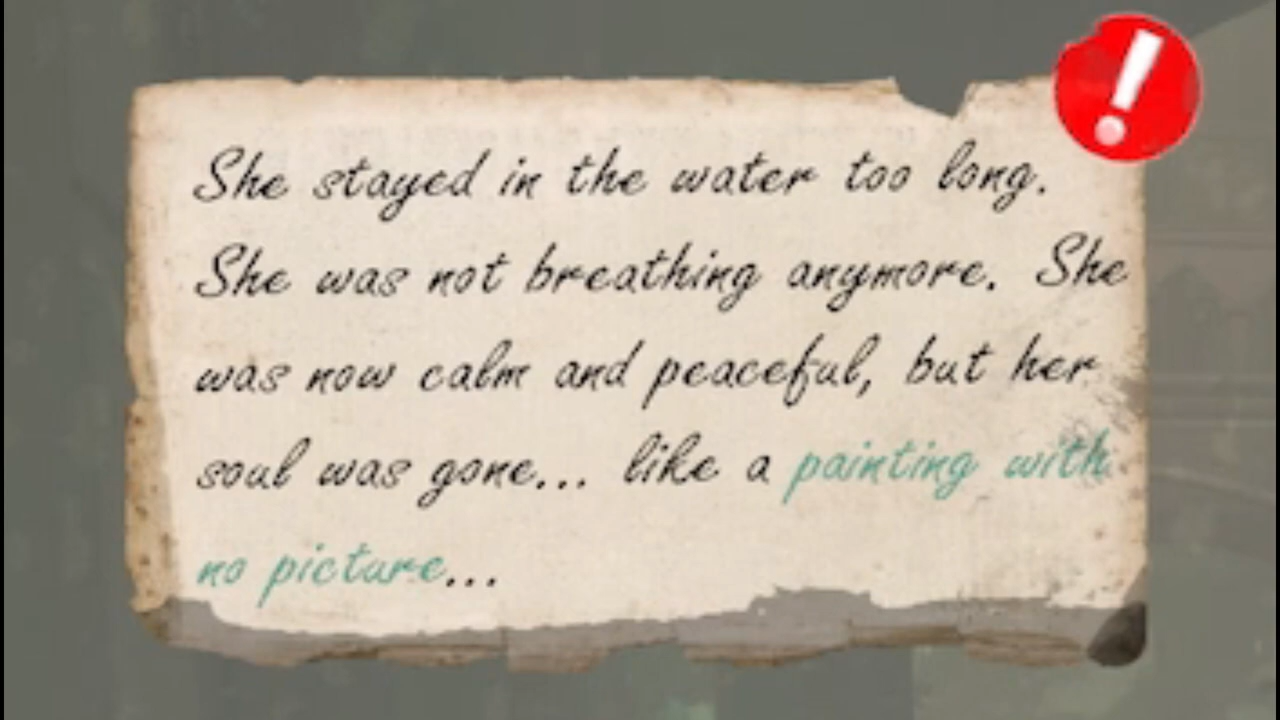 She stayed in the water too long.
She was not breathing anymore. She
was now calm and peaceful, but her
soul was gone... like a painting with
no picture...